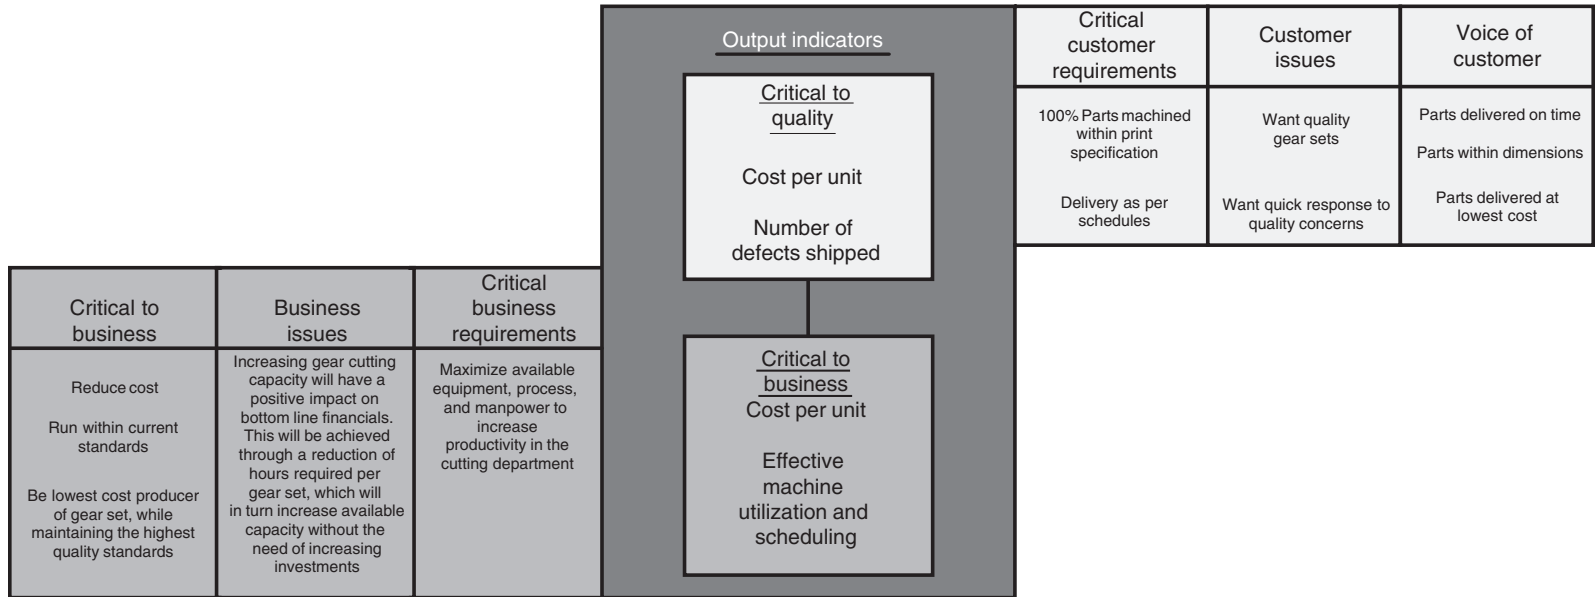 Output indicators
Critical to
quality
Cost per unit
Number of
defects shipped
Critical to
business
Cost per unit
Effective
machine
utilization and
scheduling
Critical
customer
requirements
100% Parts machined
within print
specification
Delivery as per
schedules
Customer
issues
Want quality
gear sets
Want quick response to
quality concerns
Voice of
customer
Parts delivered on time
Parts within dimensions
Parts delivered at
lowest cost
Critical to
business
Reduce cost
Run within current
standards
Be lowest cost producer
of gear set, while
maintaining the highest
quality standards
Business
issues
Increasing gear cutting
capacity will have a
positive impact on
bottom line financials.
This will be achieved
through a reduction of
hours required per
gear set, which will
in turn increase available
capacity without the
need of increasing
investments
Critical
business
requirements
Maximize available
equipment, process,
and manpower to
increase
productivity in the
cutting department